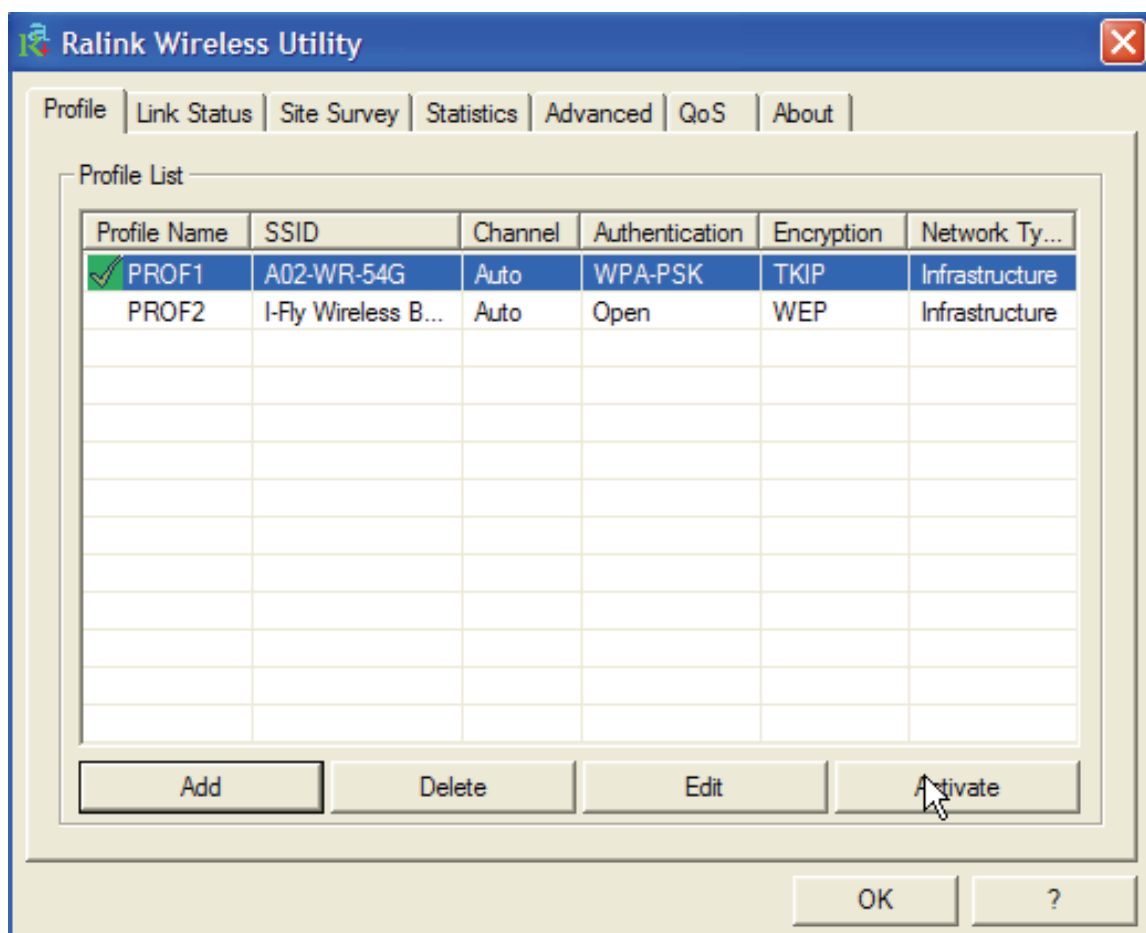 Ralink Wireless Utility
Profile Link Status Site Survey Statistics Advanced QoS About
Profile List
Profile Name SSID Channel Authentication Encryption Network Ty...
PROF1 A02-WR-54G Auto WPA-PSK TKIP Infrastructure
PROF2 I-Fly Wireless B... Auto Open WEP Infrastructure
Add Delete Edit Activate
OK ?